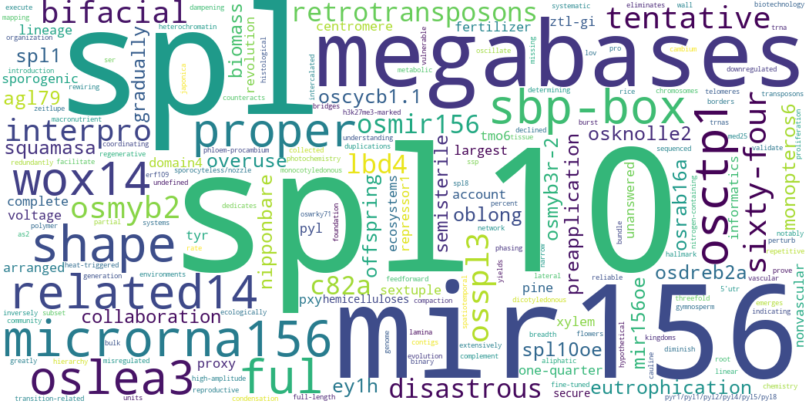 spl10
mir156
spl
megabases
sbp-box
microrna156
related14
shape
wox14
proper
retrotransposons
tentative
bifacial
interpro
ful
oslea3
osctp1
sixty-four
osspl3
monopteros6
disastrous
eutrophication
osmyb2
osmir156
lbd4
c82a
oblong
semisterile
preapplication
collaboration
nipponbare
offspring
osdreb2a
osrab16a
osknolle2
osmyb3r-2
oscycb1.1
agl79
squamasa
spl1
lineage
sporogenic
gradually
biomass
revolution
centromere
fertilizer
ztl-gi
overuse
domain4
tyr
voltage
complete
arranged
pyl
account
largest
tmo6
ecosystems
repressor1
informatics
unanswered
nonvascular
mir156oe
xylem
pine
spl10oe
one-quarter
aliphatic
secure
ey1h
proxy
pxy
hemicelluloses
sextuple
histological
heterochromatin
dampening
mapping
execute
organization
introduction
rewiring
ser
counteracts
zeitlupe
macronutrient
coordinating
regenerative
redundantly
facilitate
erf109
undefined
as2
partial
systems
polymer
heat-triggered
generation
environments
inversely
subset
community
ecologically
greatly
hierarchy
misregulated
bulk
high-amplitude
reproductive
transition-related
units
condensation
full-length
phloem-procambium
bridges
h3k27me3-marked
intercalated
vulnerable
metabolic
eliminates
wall
systematic
biotechnology
trna
oscillate
lov
pro
missing
downregulated
determining
rice
chromosomes
transposons
telomeres
borders
burst
declined
med25
trnas
validate
sequenced
perturb
notably
repetitive
understanding
duplications
collected
photochemistry
monocotyledonous
sporocyteless/nozzle
tissue
ssp
spl8
percent
network
phasing
yields
feedforward
narrow
lateral
dicotyledonous
bundle
nitrogen-containing
hallmark
5'utr
reliable
vascular
prove
indicating
emerges
threefold
gymnosperm
kingdoms
hypothetical
diminish
root
linear
cauline
foundation
oswrky71
dedicates
rate
genome
lamina
compaction
contigs
evolution
binary
breadth
flowers
extensively
complement
fine-tuned
chemistry
pyr1/pyl1/pyl2/pyl4/pyl5/pyl8